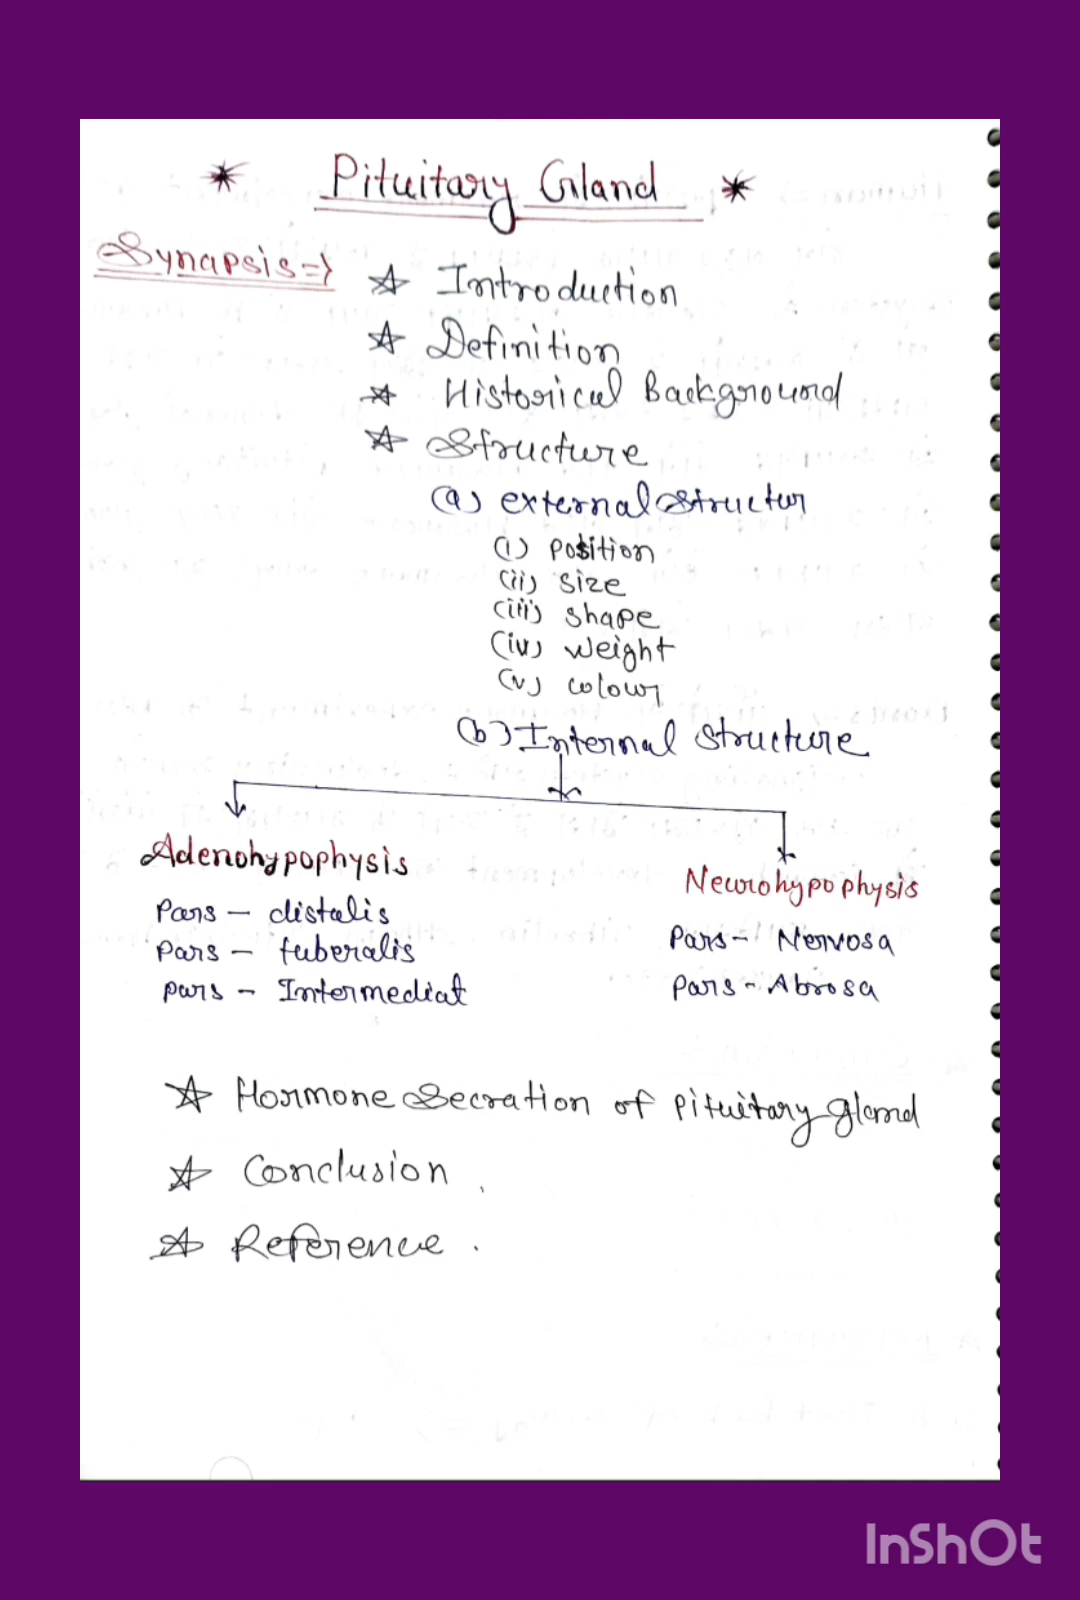 * Pituitary Gland *
Synapsis ⇒
☆ Introduction
☆ Definition
☆ Historical Background
☆ Structure
(a) external structur
(i) position
(ii) size
(iii) shape
(iv) weight
(v) colour
(b) Internal structure
Adenohypophysis
Neurohypophysis
Pars - distalis
Pars - Nervosa
Pars - tuberalis
Pars - Abrosa
pars - Intermediat
☆ Hormone Secration of pituitary gland
☆ Conclusion.
☆ Reference.
InShOt